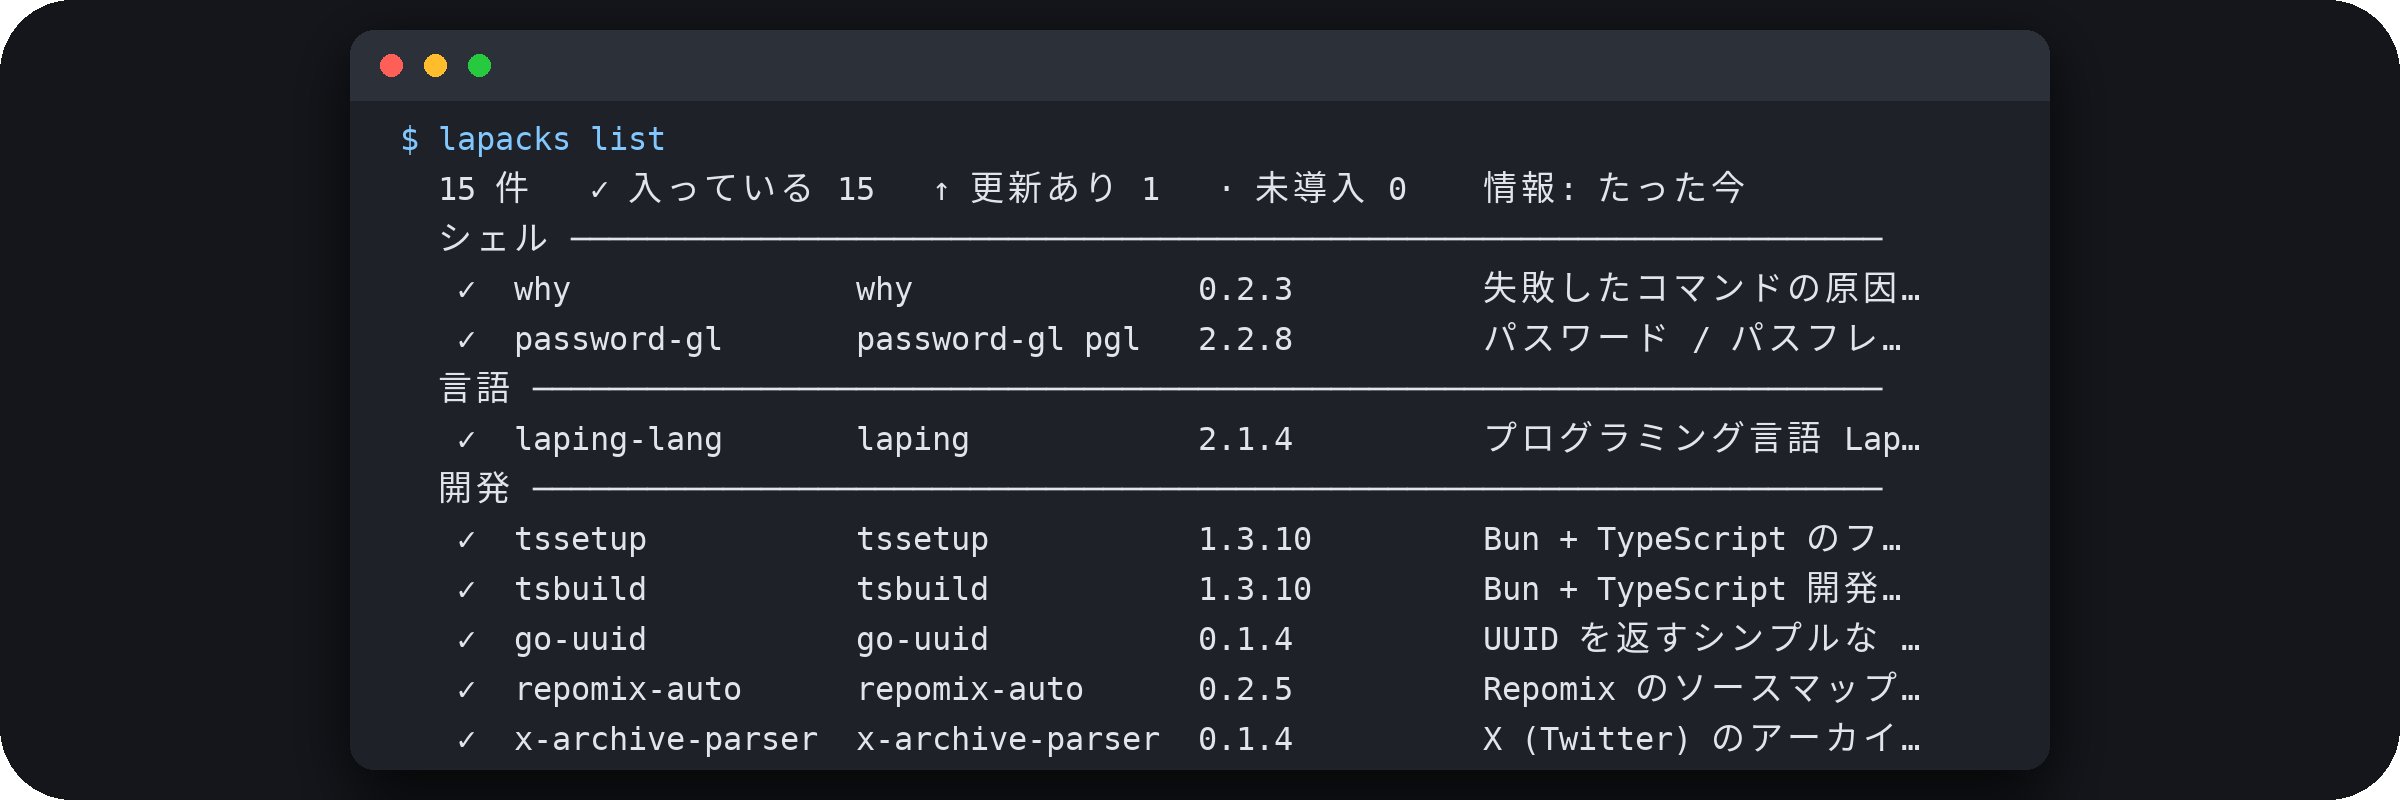 $ lapacks list
15 件 ✓ 入っている 15 ↑ 更新あり 1 · 未導入 0 情報: たった今
シェル ─────────────────────────────────────────────────────────────────────
✓ why why 0.2.3 失敗したコマンドの原因…
✓ password-gl password-gl pgl 2.2.8 パスワード / パスフレ…
言語 ───────────────────────────────────────────────────────────────────────
✓ laping-lang laping 2.1.4 プログラミング言語 Lap…
開発 ───────────────────────────────────────────────────────────────────────
✓ tssetup tssetup 1.3.10 Bun + TypeScript のフ…
✓ tsbuild tsbuild 1.3.10 Bun + TypeScript 開発…
✓ go-uuid go-uuid 0.1.4 UUID を返すシンプルな …
✓ repomix-auto repomix-auto 0.2.5 Repomix のソースマップ…
✓ x-archive-parser x-archive-parser 0.1.4 X (Twitter) のアーカイ…